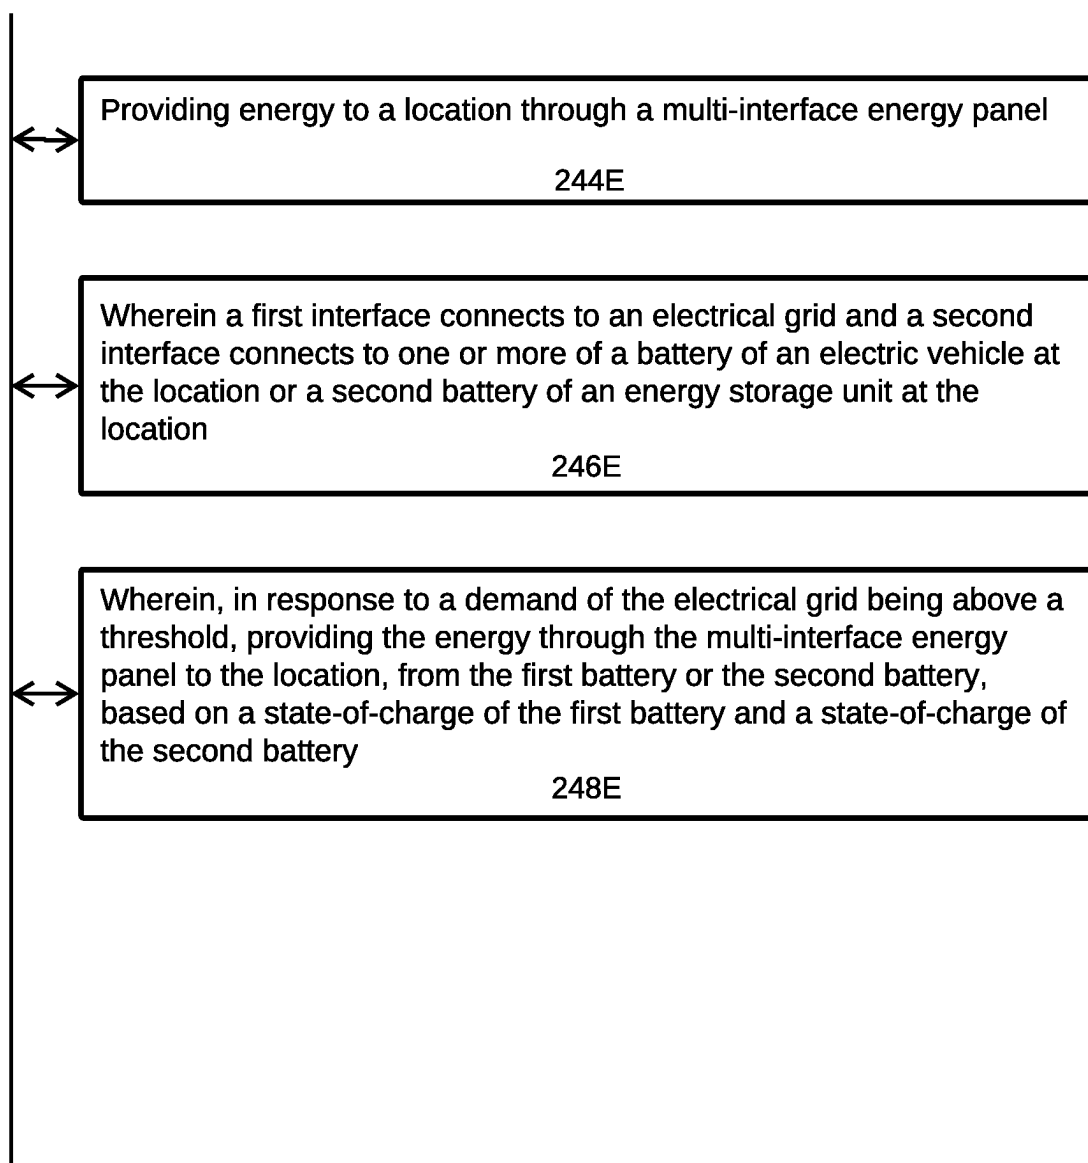 Providing energy to a location through a multi-interface energy panel
244E
Wherein a first interface connects to an electrical grid and a second
interface connects to one or more of a battery of an electric vehicle at
the location or a second battery of an energy storage unit at the
location
246E
Wherein, in response to a demand of the electrical grid being above a
threshold, providing the energy through the multi-interface energy
panel to the location, from the first battery or the second battery,
based on a state-of-charge of the first battery and a state-of-charge of
the second battery
248E